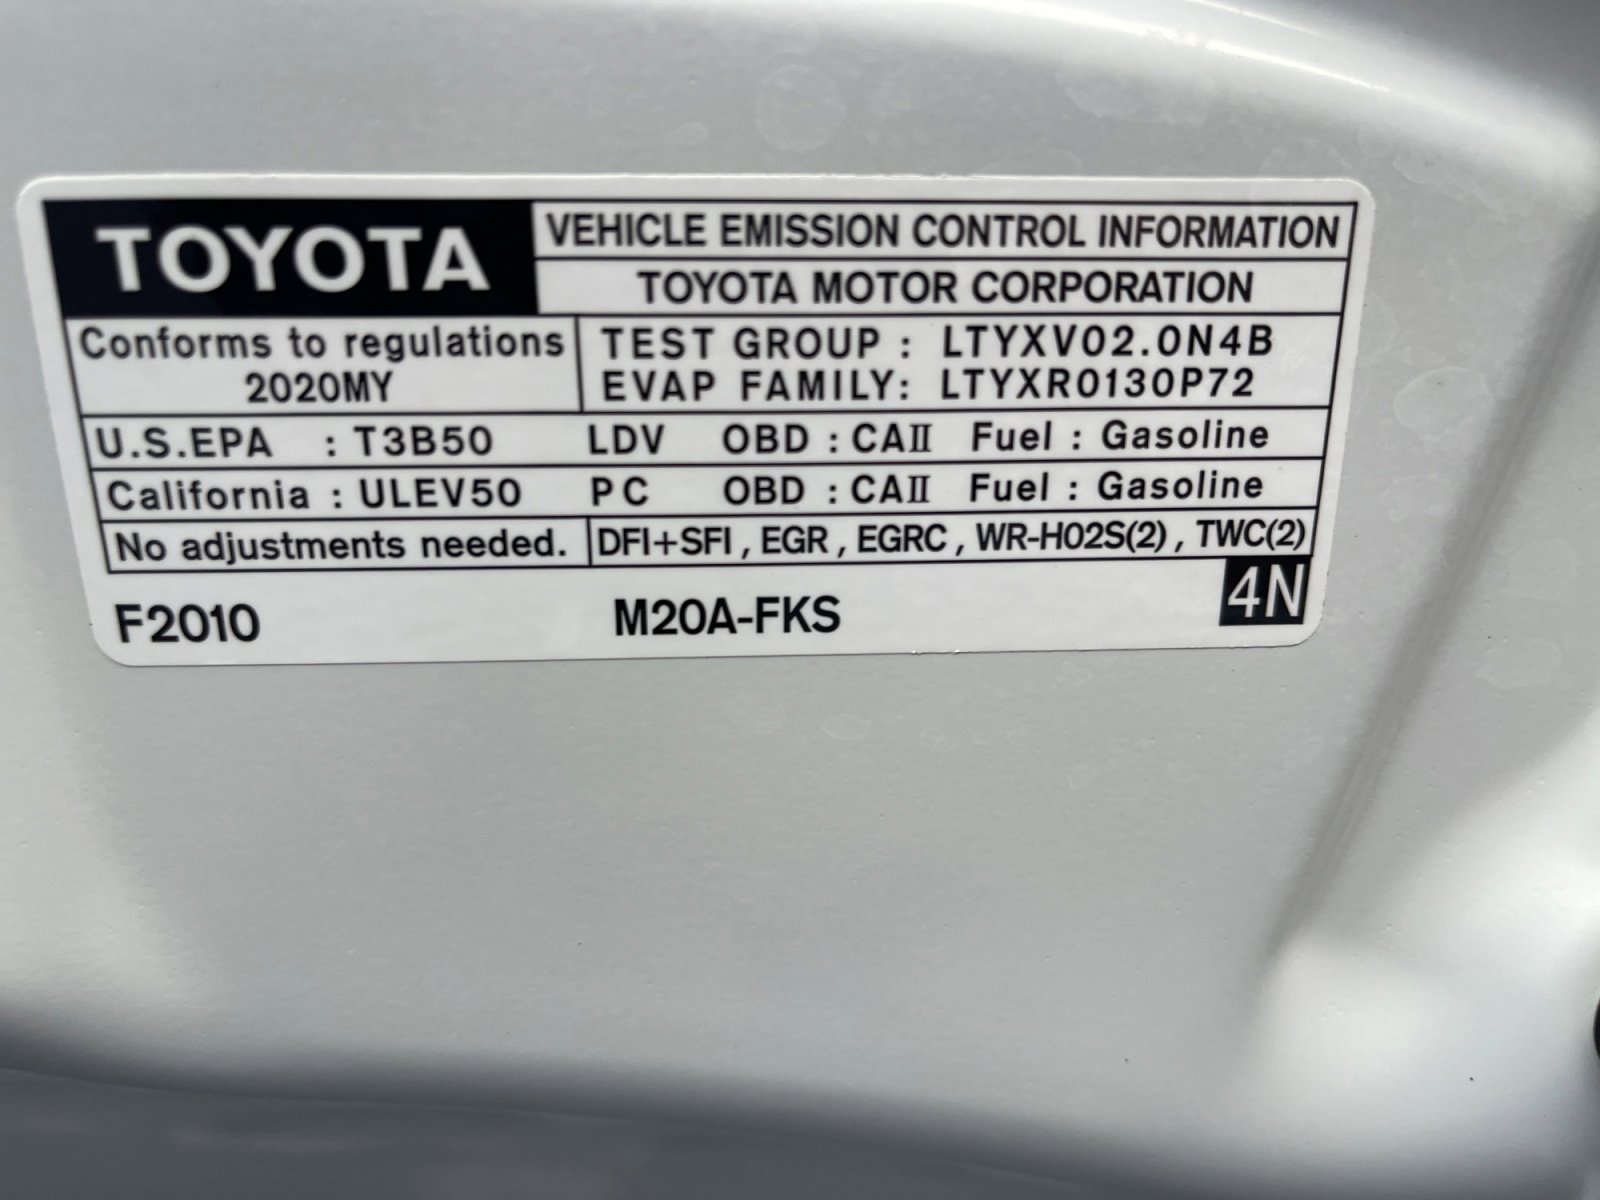 TOYOTA
VEHICLE EMISSION CONTROL INFORMATION
TOYOTA MOTOR CORPORATION
Conforms to regulations
2020MY
TEST GROUP : LTYXV02.0N4B
EVAP FAMILY: LTYXR0130P72
U.S.EPA : T3B50 LDV OBD : CAII Fuel : Gasoline
California : ULEV50 PC OBD : CAII Fuel : Gasoline
No adjustments needed. DFI+SFI, EGR, EGRC, WR-HO2S(2), TWC(2)
F2010 M20A-FKS 4N